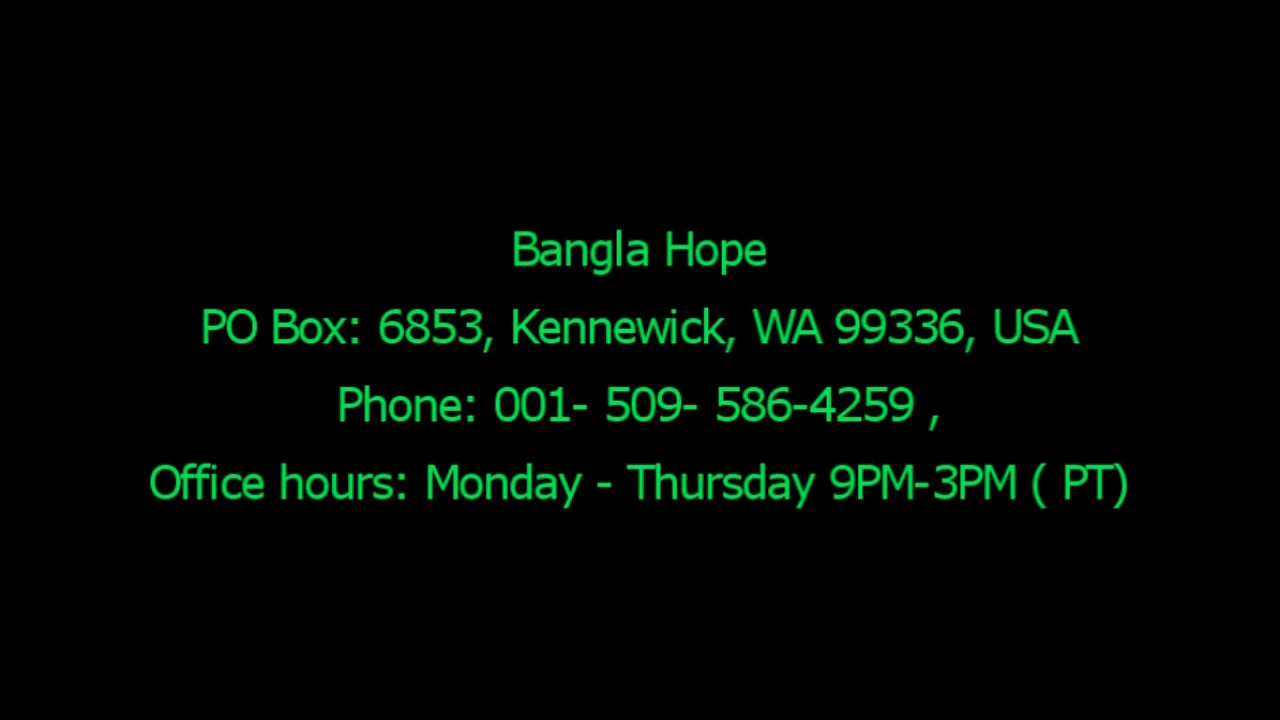 Bangla Hope
PO Box: 6853, Kennewick, WA 99336, USA
Phone: 001- 509- 586-4259 ,
Office hours: Monday - Thursday 9PM-3PM ( PT)